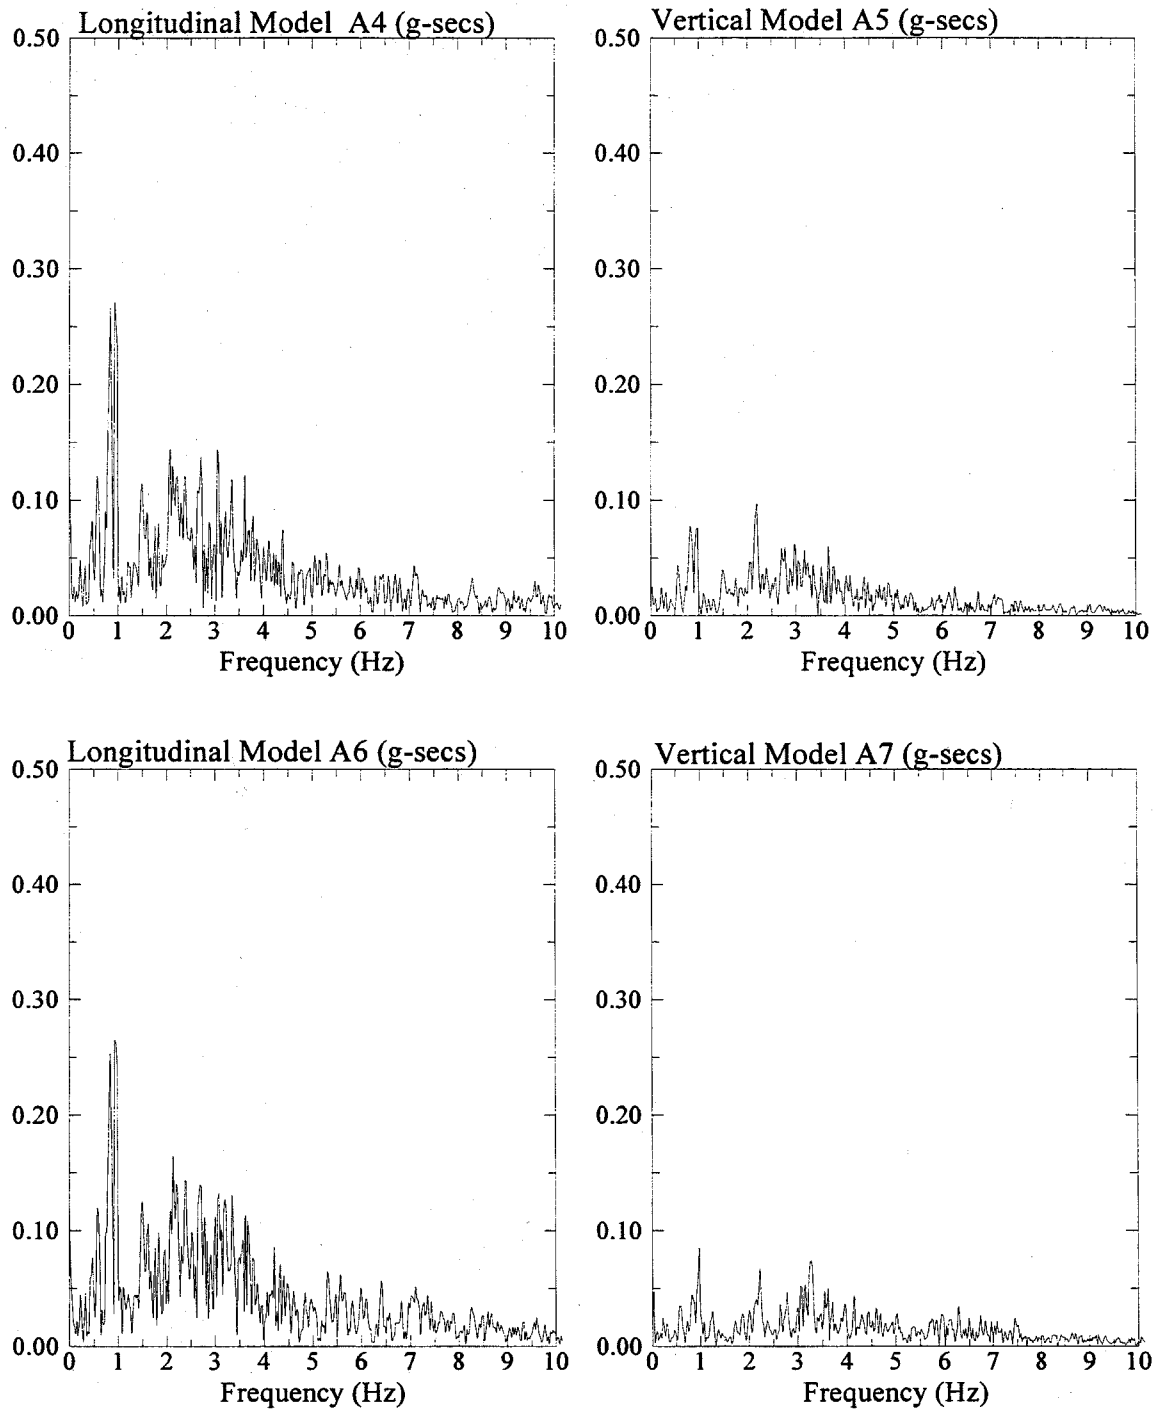 Longitudinal Model A4 (g-secs)
0.50
0.40
0.30
0.20
0.10
0.00
0 1 2 3 4 5 6 7 8 9 10
Frequency (Hz)
Vertical Model A5 (g-secs)
0.50
0.40
0.30
0.20
0.10
0.00
0 1 2 3 4 5 6 7 8 9 10
Frequency (Hz)
Longitudinal Model A6 (g-secs)
0.50
0.40
0.30
0.20
0.10
0.00
0 1 2 3 4 5 6 7 8 9 10
Frequency (Hz)
Vertical Model A7 (g-secs)
0.50
0.40
0.30
0.20
0.10
0.00
0 1 2 3 4 5 6 7 8 9 10
Frequency (Hz)